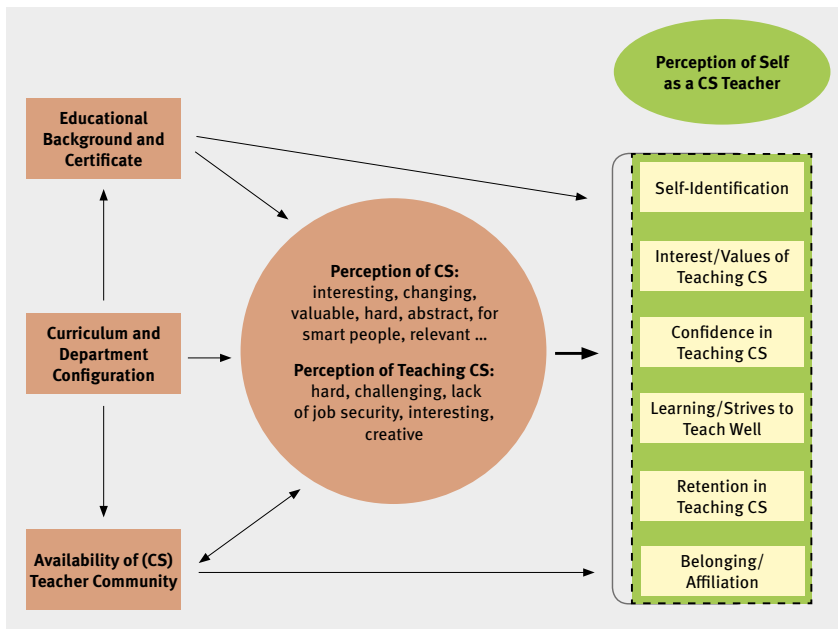 Perception of Self
as a CS Teacher
Educational
Background and
Certificate
Curriculum and
Department
Configuration
Availability of (CS)
Teacher Community
Perception of CS:
interesting, changing,
valuable, hard, abstract, for
smart people, relevant ...
Perception of Teaching CS:
hard, challenging, lack
of job security, interesting,
creative
Self-Identification
Interest/Values of
Teaching CS
Confidence in
Teaching CS
Learning/Strives to
Teach Well
Retention in
Teaching CS
Belonging/
Affiliation